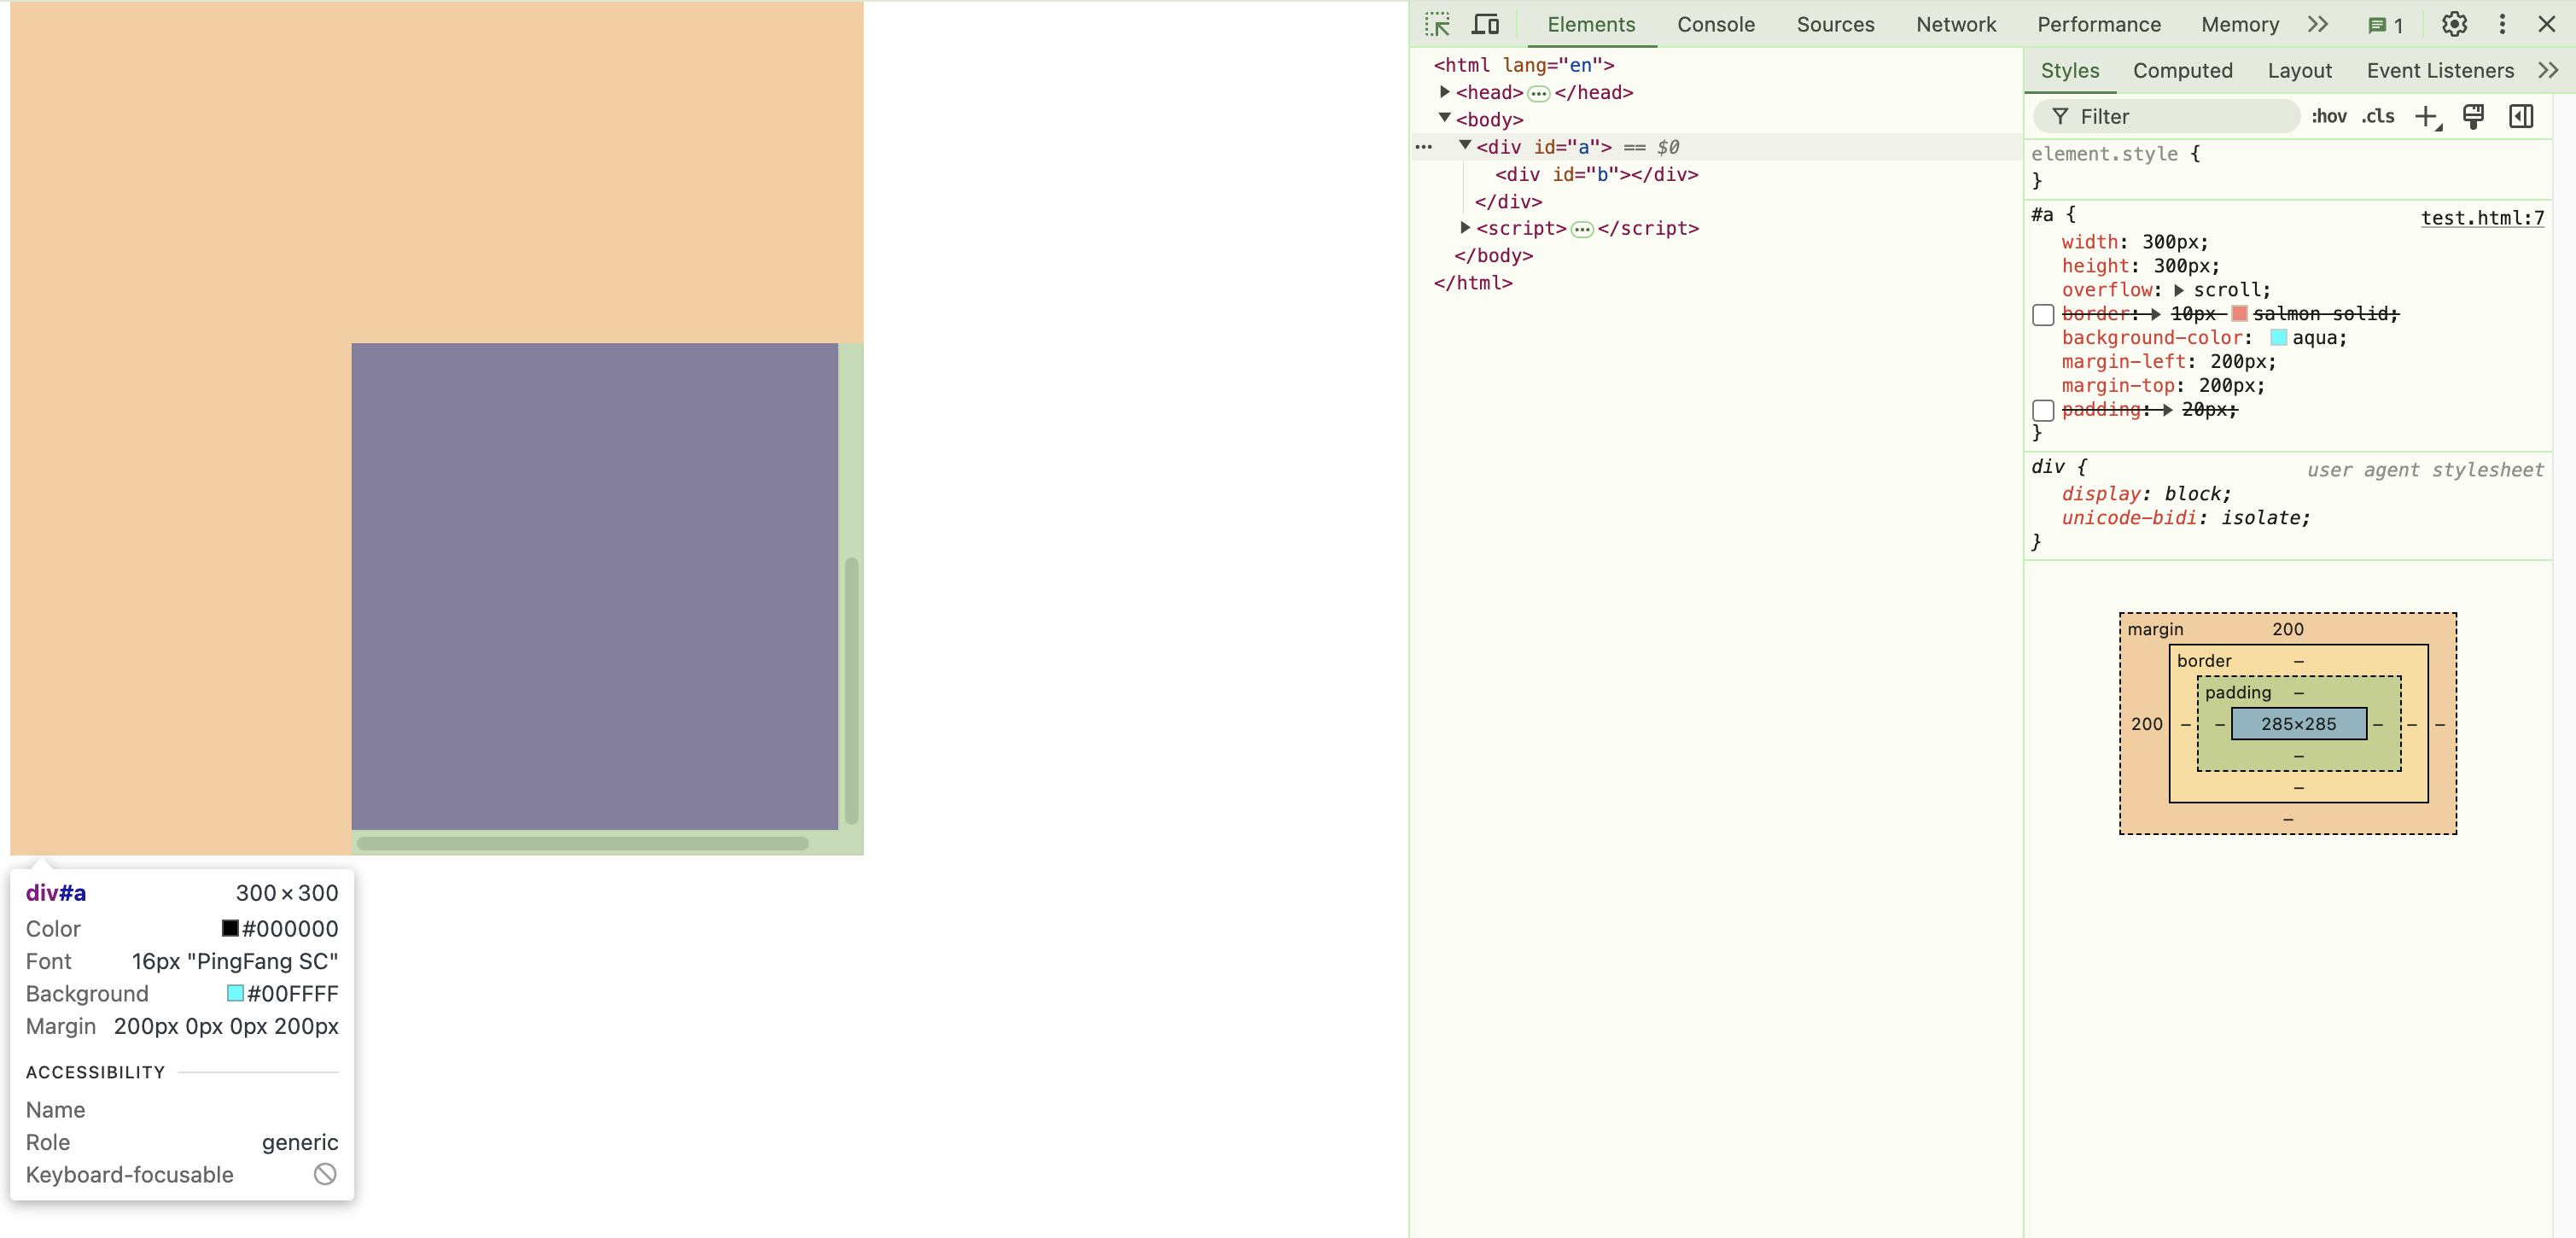 Elements Console Sources Network Performance Memory 1
<html lang="en">
<head> ··· </head>
<body>
··· <div id="a"> == $0
<div id="b"></div>
</div>
<script> ··· </script>
</body>
</html>
Styles Computed Layout Event Listeners
Filter :hov .cls
element.style {
}
#a { test.html:7
width: 300px;
height: 300px;
overflow: scroll;
border: 10px salmon solid;
background-color: aqua;
margin-left: 200px;
margin-top: 200px;
padding: 20px;
}
div { user agent stylesheet
display: block;
unicode-bidi: isolate;
}
margin 200
border –
padding –
200 – – 285×285 – – –
–
–
–
div#a 300 × 300
Color #000000
Font 16px "PingFang SC"
Background #00FFFF
Margin 200px 0px 0px 200px
ACCESSIBILITY
Name
Role generic
Keyboard-focusable